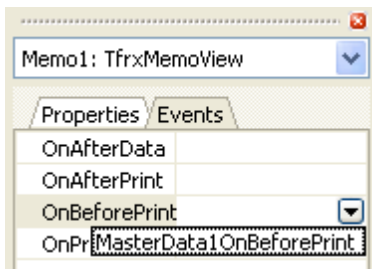 Memo1: TfrxMemoView
Properties Events
OnAfterData
OnAfterPrint
OnBeforePrint
OnPr MasterData1OnBeforePrint